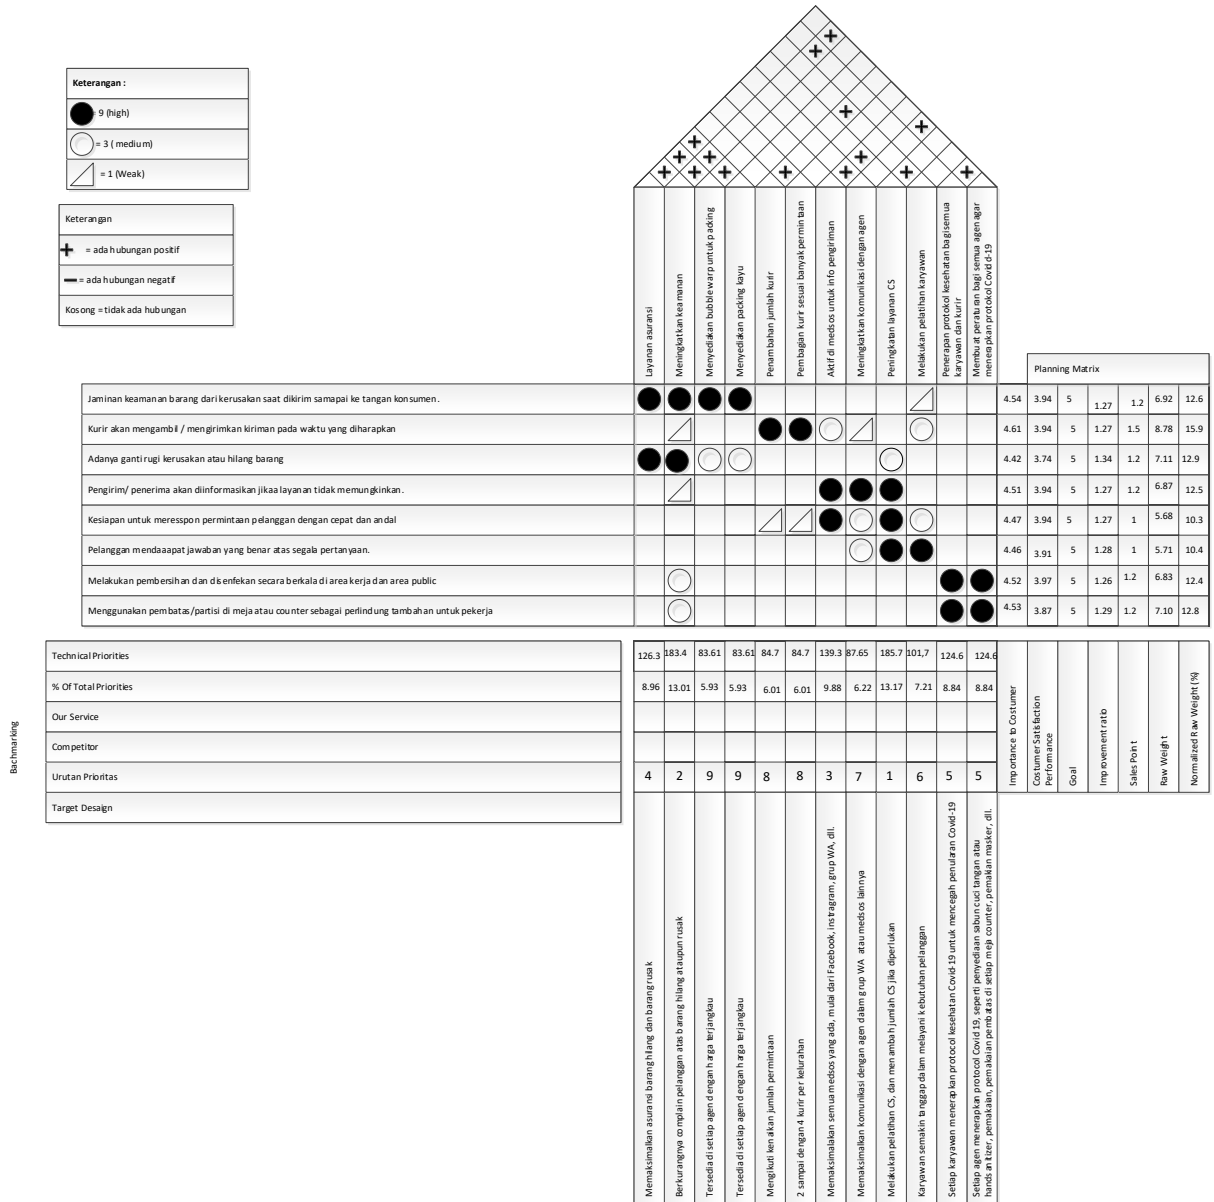 Keterangan :
= 9 (high)
= 3 ( medium)
= 1 (Weak)
Keterangan
+ = ada hubungan positif
= ada hubungan negatif
Kosong = tidak ada hubungan
Layanan asuransi
Meningkatkan keamanan
Menyediakan bubble warp untuk packing
Menyediakan packing kayu
Penambahan jumlah kurir
Pembagian kurir sesuai banyak permintaan
Aktif di medsos untuk info pengiriman
Meningkatkan komunikasi dengan agen
Peningkatan layanan CS
Melakukan pelatihan karyawan
Penerapan protokol kesehatan bagi semua
karyawan dan kurir
Membuat peraturan bagi semua agen agar
menerapkan protokol Covid-19
Planning Matrix
Jaminan keamanan barang dari kerusakan saat dikirim samapai ke tangan konsumen. 4.54 3.94 5 1.27 1.2 6.92 12.6
Kurir akan mengambil / mengirimkan kiriman pada waktu yang diharapkan 4.61 3.94 5 1.27 1.5 8.78 15.9
Adanya ganti rugi kerusakan atau hilang barang 4.42 3.74 5 1.34 1.2 7.11 12.9
Pengirim/ penerima akan diinformasikan jikaa layanan tidak memungkinkan. 4.51 3.94 5 1.27 1.2 6.87 12.5
Kesiapan untuk meresspon permintaan pelanggan dengan cepat dan andal 4.47 3.94 5 1.27 1 5.68 10.3
Pelanggan mendaaapat jawaban yang benar atas segala pertanyaan. 4.46 3.91 5 1.28 1 5.71 10.4
Melakukan pembersihan dan disenfekan secara berkala di area kerja dan area public 4.52 3.97 5 1.26 1.2 6.83 12.4
Menggunakan pembatas/partisi di meja atau counter sebagai perlindung tambahan untuk pekerja 4.53 3.87 5 1.29 1.2 7.10 12.8
Technical Priorities 126.3 183.4 83.61 83.61 84.7 84.7 139.3 87.65 185.7 101,7 124.6 124.6
% Of Total Priorities 8.96 13.01 5.93 5.93 6.01 6.01 9.88 6.22 13.17 7.21 8.84 8.84
Our Service
Competitor
Urutan Prioritas 4 2 9 9 8 8 3 7 1 6 5 5
Target Desaign
Bachmarking
Importance to Costumer
Costumer Satisfaction
Performance
Goal
Improvement ratio
Sales Point
Raw Weight
Normalized Raw Weight (%)
Memaksimalkan asuransi barang hilang dan barang rusak
Berkurangnya complain pelanggan atas barang hilang ataupun rusak
Tersedia di setiap agen dengan harga terjangkau
Tersedia di setiap agen dengan harga terjangkau
Mengikuti kenaikan jumlah permintaan
2 sampai dengan 4 kurir per kelurahan
Memaksimalakan semua medsos yang ada, mulai dari Facebook, instragram, grup WA, dll.
Memaksimalkan komunikasi dengan agen dalam grup WA atau medsos lainnya
Melakukan pelatihan CS, dan menambah jumlah CS jika diperlukan
Karyawan semakin tanggap dalam melayani kebutuhan pelanggan
Setiap karyawan menerapkan protocol kesehatan Covid-19 untuk mencegah penularan Covid-19
Setiap agen menerapkan protocol Covid 19, seperti penyediaan sabun cuci tangan atau
hands anitizer, pemakaian, pemakaian pembatas di setiap meja counter, pemakian masker, dll.